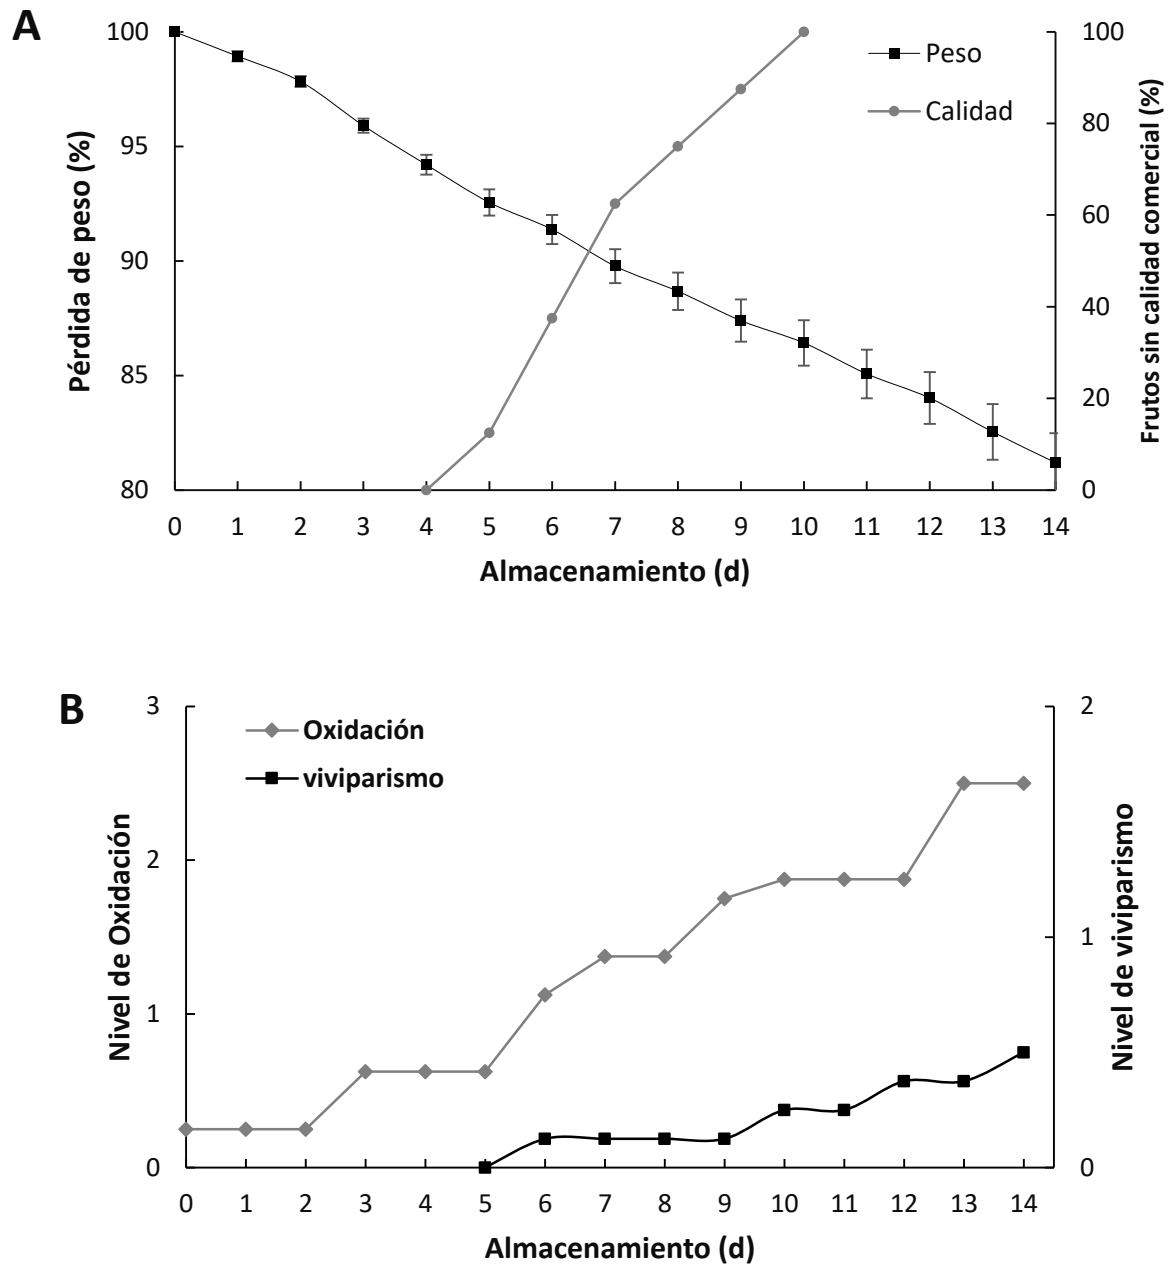 A
Pérdida de peso (%)
100
95
90
85
80
Peso
Calidad
100
80
60
40
20
0
Frutos sin calidad comercial (%)
0 1 2 3 4 5 6 7 8 9 10 11 12 13 14
Almacenamiento (d)
B
Nivel de Oxidación
3
2
1
0
Oxidación
viviparismo
2
1
0
Nivel de viviparismo
0 1 2 3 4 5 6 7 8 9 10 11 12 13 14
Almacenamiento (d)